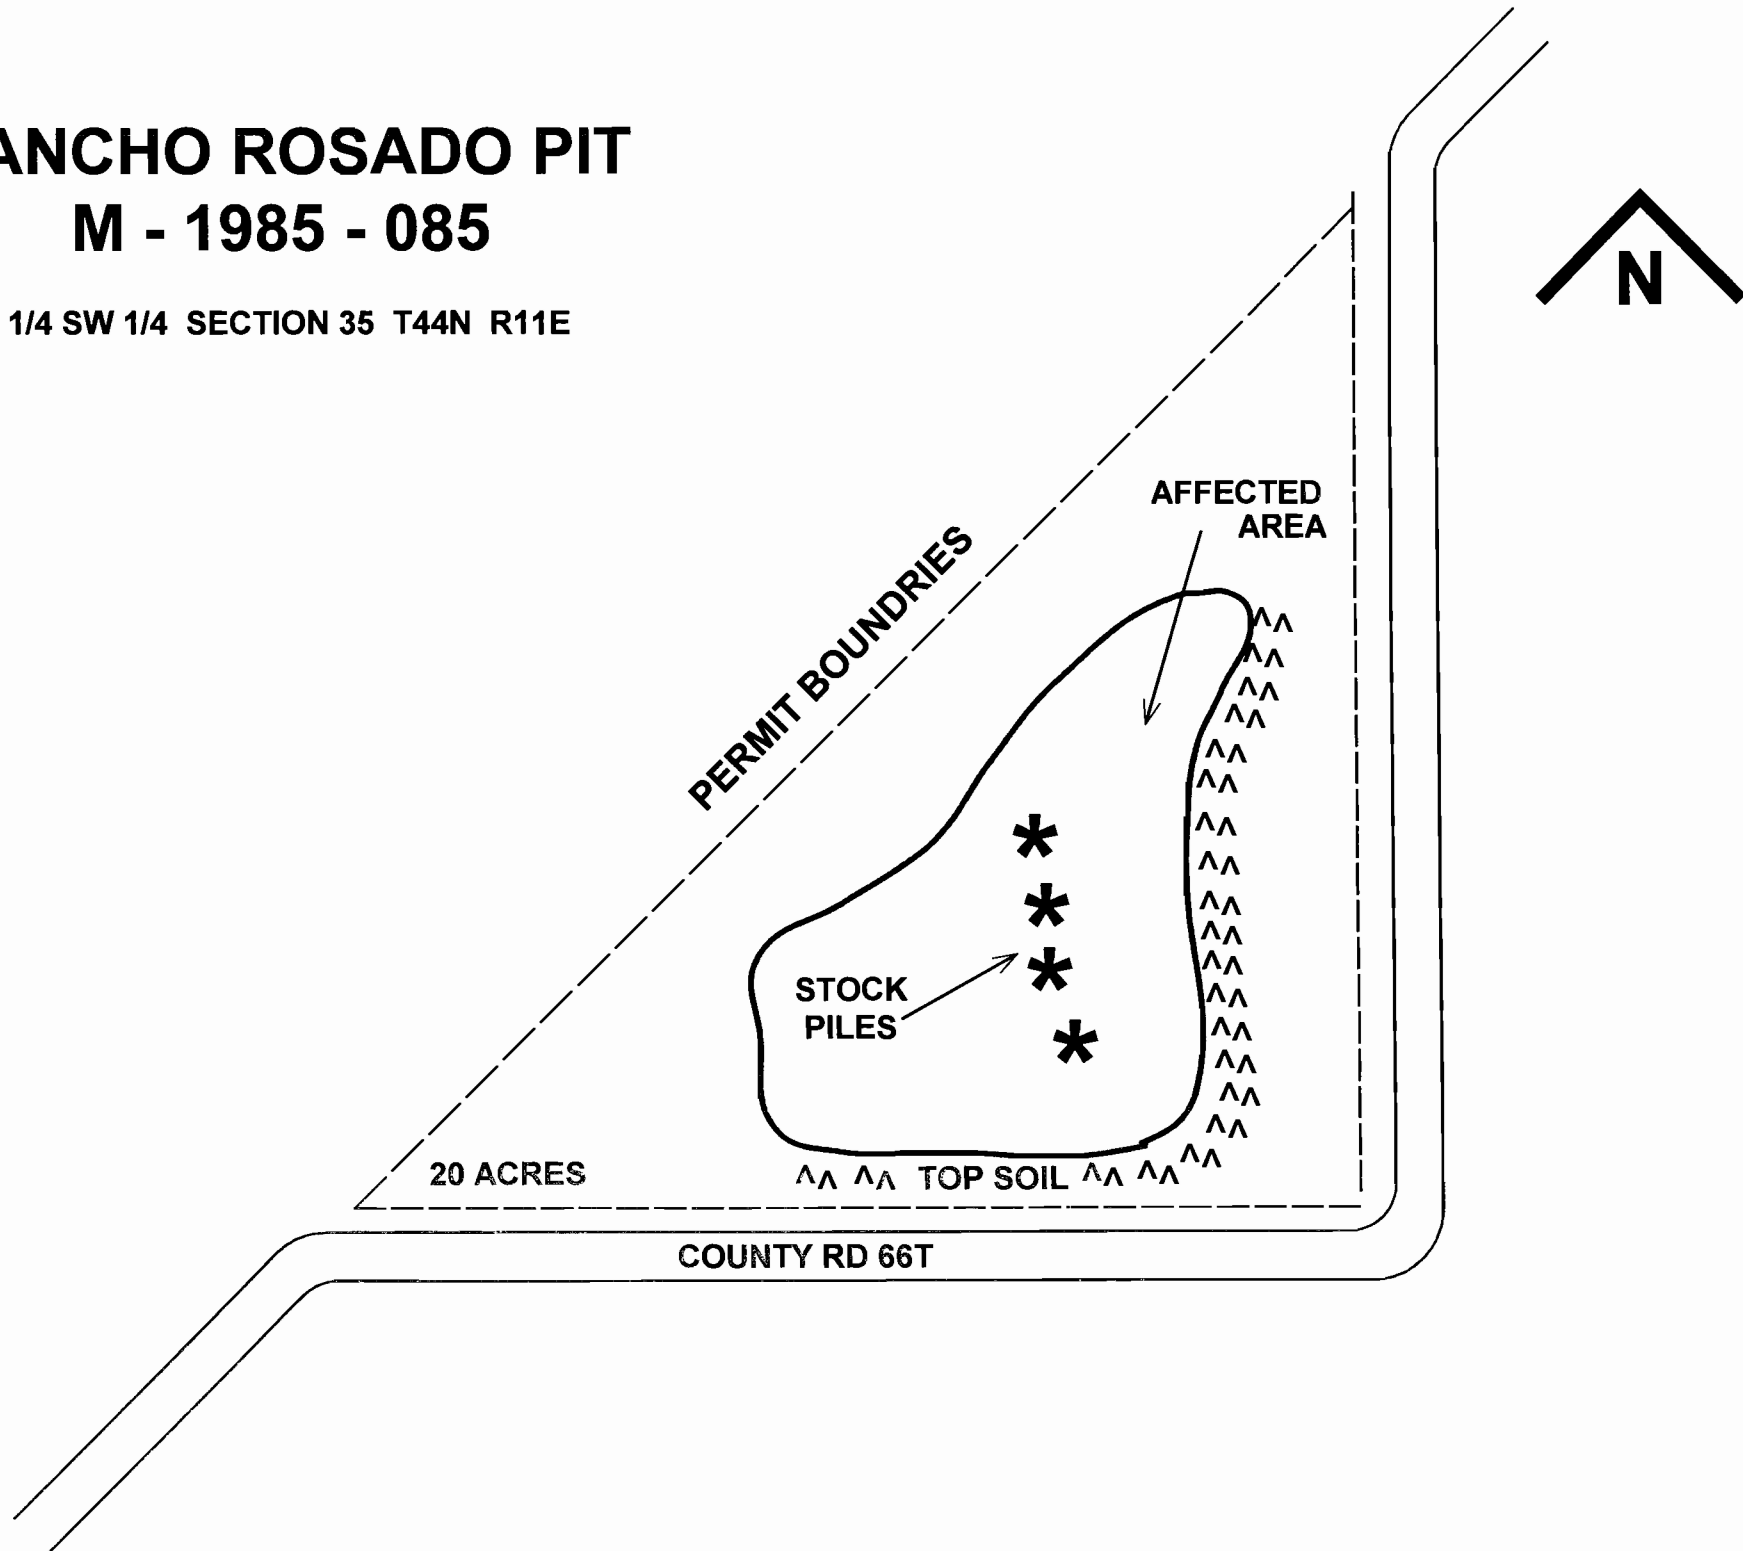 ANCHO ROSADO PIT
M - 1985 - 085
1/4 SW 1/4 SECTION 35 T44N R11E
N
AFFECTED
AREA
PERMIT BOUNDRIES
STOCK
PILES
20 ACRES
TOP SOIL
COUNTY RD 66T